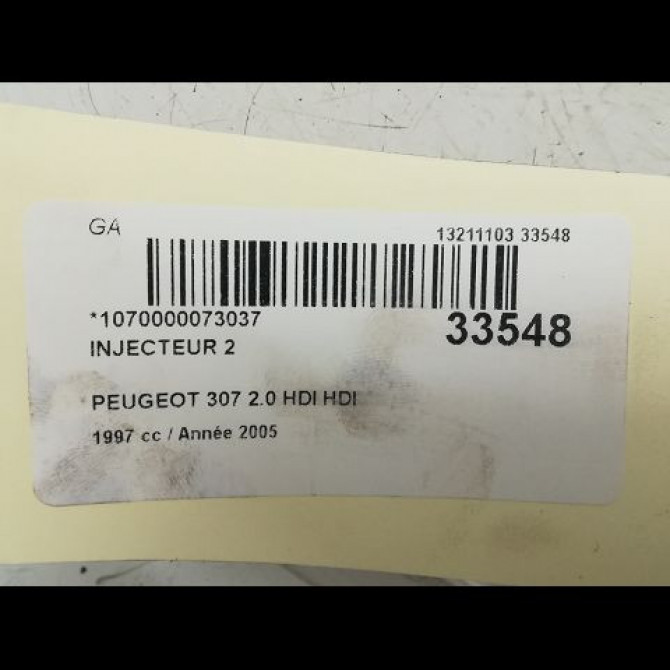 GA
13211103 33548
*1070000073037
33548
INJECTEUR 2
PEUGEOT 307 2.0 HDI HDI
1997 cc / Année 2005